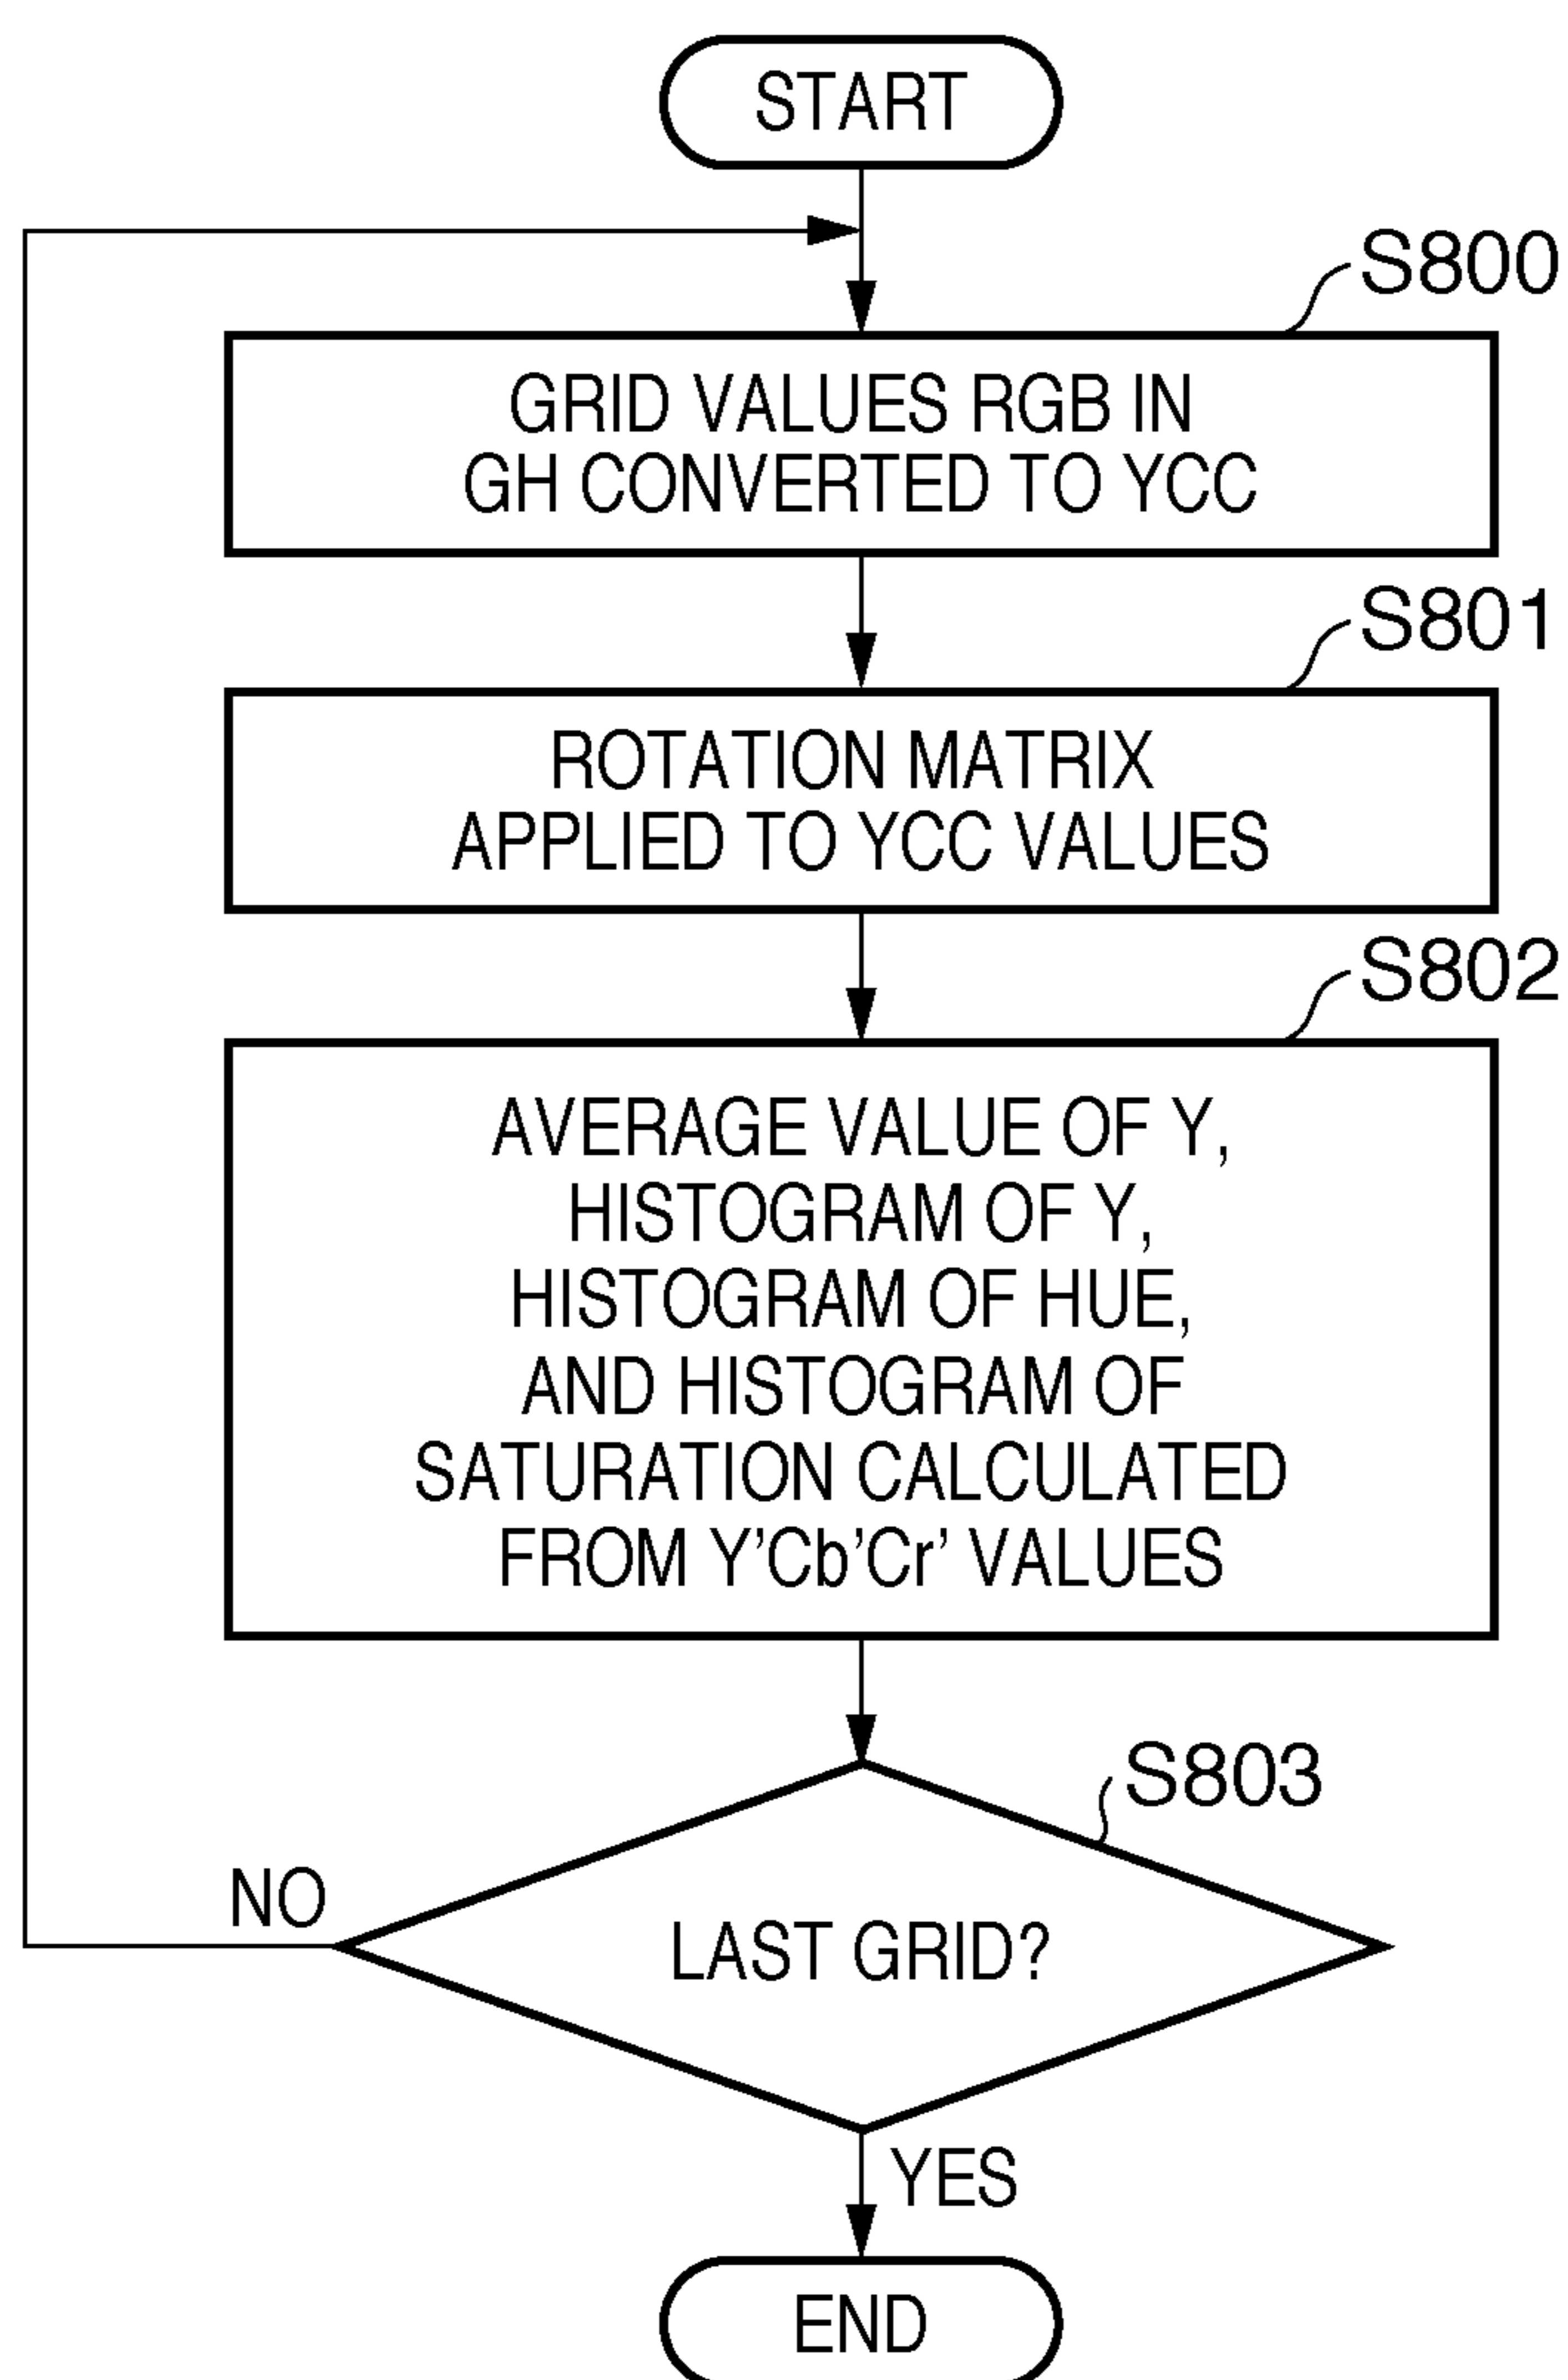 START
S800
GRID VALUES RGB IN
GH CONVERTED TO YCC
S801
ROTATION MATRIX
APPLIED TO YCC VALUES
S802
AVERAGE VALUE OF Y,
HISTOGRAM OF Y,
HISTOGRAM OF HUE,
AND HISTOGRAM OF
SATURATION CALCULATED
FROM Y'Cb'Cr' VALUES
S803
NO
LAST GRID?
YES
END